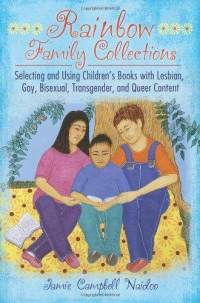 Rainbow
Family Collections
Selecting and Using Children's Books with Lesbian,
Gay, Bisexual, Transgender, and Queer Content
Jamie Campbell Naidoo